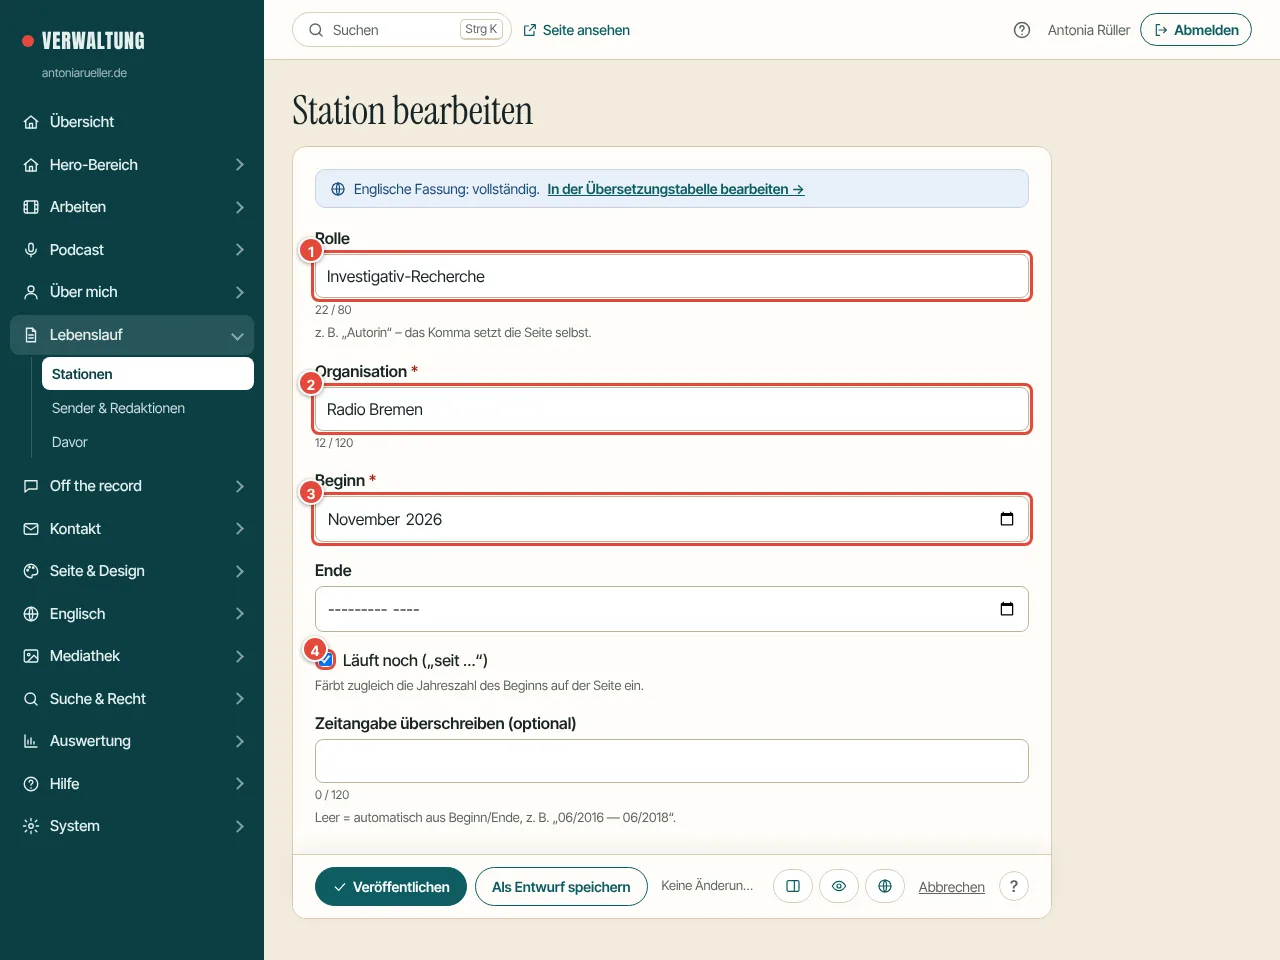 VERWALTUNG
antoniarueller.de
Übersicht
Hero-Bereich
Arbeiten
Podcast
Über mich
Lebenslauf
Stationen
Sender & Redaktionen
Davor
Off the record
Kontakt
Seite & Design
Englisch
Mediathek
Suche & Recht
Auswertung
Hilfe
System
Suchen
Strg K
Seite ansehen
Antonia Rüller
Abmelden
Station bearbeiten
Englische Fassung: vollständig. In der Übersetzungstabelle bearbeiten →
Rolle
1
Investigativ-Recherche
22 / 80
z. B. „Autorin“ – das Komma setzt die Seite selbst.
Organisation *
2
Radio Bremen
12 / 120
Beginn *
3
November 2026
Ende
--------- ----
4
Läuft noch („seit …“)
Färbt zugleich die Jahreszahl des Beginns auf der Seite ein.
Zeitangabe überschreiben (optional)
0 / 120
Leer = automatisch aus Beginn/Ende, z. B. „06/2016 — 06/2018“.
Veröffentlichen
Als Entwurf speichern
Keine Änderun…
Abbrechen
?